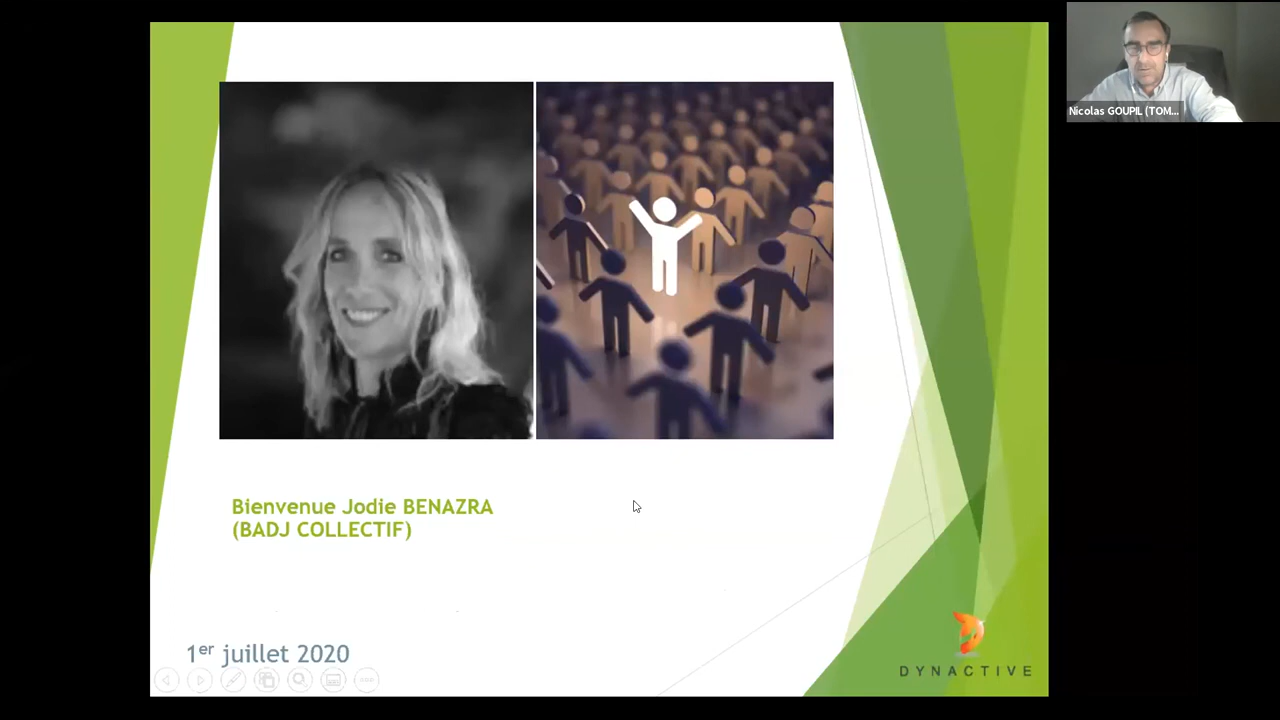 Nicolas GOUPIL (TOM...
Bienvenue Jodie BENAZRA
(BADJ COLLECTIF)
1er juillet 2020
DYNACTIVE